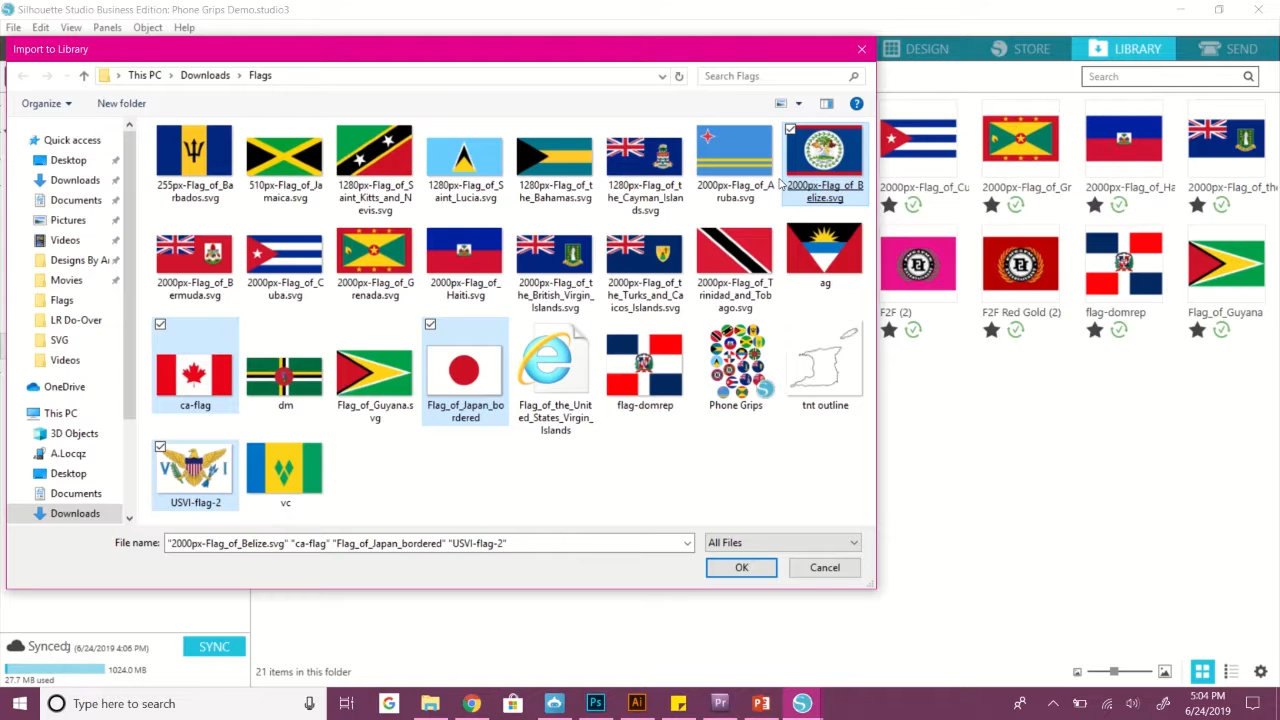 Silhouette Studio Business Edition: Phone Grips Demo.studio3
File Edit View Panels Object Help
Import to Library
DESIGN STORE LIBRARY SEND
This PC > Downloads > Flags
Search Flags
Search
Organize New folder
Quick access
Desktop
Downloads
Documents
Pictures
Videos
Designs By Ar
Movies
Flags
LR Do-Over
SVG
Videos
OneDrive
This PC
3D Objects
A.Locqz
Desktop
Documents
Downloads
255px-Flag_of_Ba
rbados.svg
510px-Flag_of_Ja
maica.svg
1280px-Flag_of_S
aint_Kitts_and_N
evis.svg
1280px-Flag_of_S
aint_Lucia.svg
1280px-Flag_of_t
he_Bahamas.svg
1280px-Flag_of_t
he_Cayman_Islan
ds.svg
2000px-Flag_of_A
ruba.svg
2000px-Flag_of_B
elize.svg
2000px-Flag_of_B
ermuda.svg
2000px-Flag_of_C
uba.svg
2000px-Flag_of_G
renada.svg
2000px-Flag_of_
Haiti.svg
2000px-Flag_of_t
he_British_Virgin
_Islands.svg
2000px-Flag_of_t
he_Turks_and_Ca
icos_Islands.svg
2000px-Flag_of_T
rinidad_and_Tob
ago.svg
ag
ca-flag
dm
Flag_of_Guyana.s
vg
Flag_of_Japan_bo
rdered
Flag_of_the_Unit
ed_States_Virgin_
Islands
flag-domrep
Phone Grips
tnt outline
V I
USVI-flag-2
vc
File name: "2000px-Flag_of_Belize.svg" "ca-flag" "Flag_of_Japan_bordered" "USVI-flag-2"
All Files
OK Cancel
2000px-Flag_of_Cu
2000px-Flag_of_Gr
2000px-Flag_of_Ha
2000px-Flag_of_the
F2F (2)
F2F Red Gold (2)
flag-domrep
Flag_of_Guyana
Synced (6/24/2019 4:06 PM)
SYNC
1024.0 MB
27.7 MB used
21 items in this folder
Type here to search
G
Ps
Ai
Pr
5:04 PM
6/24/2019